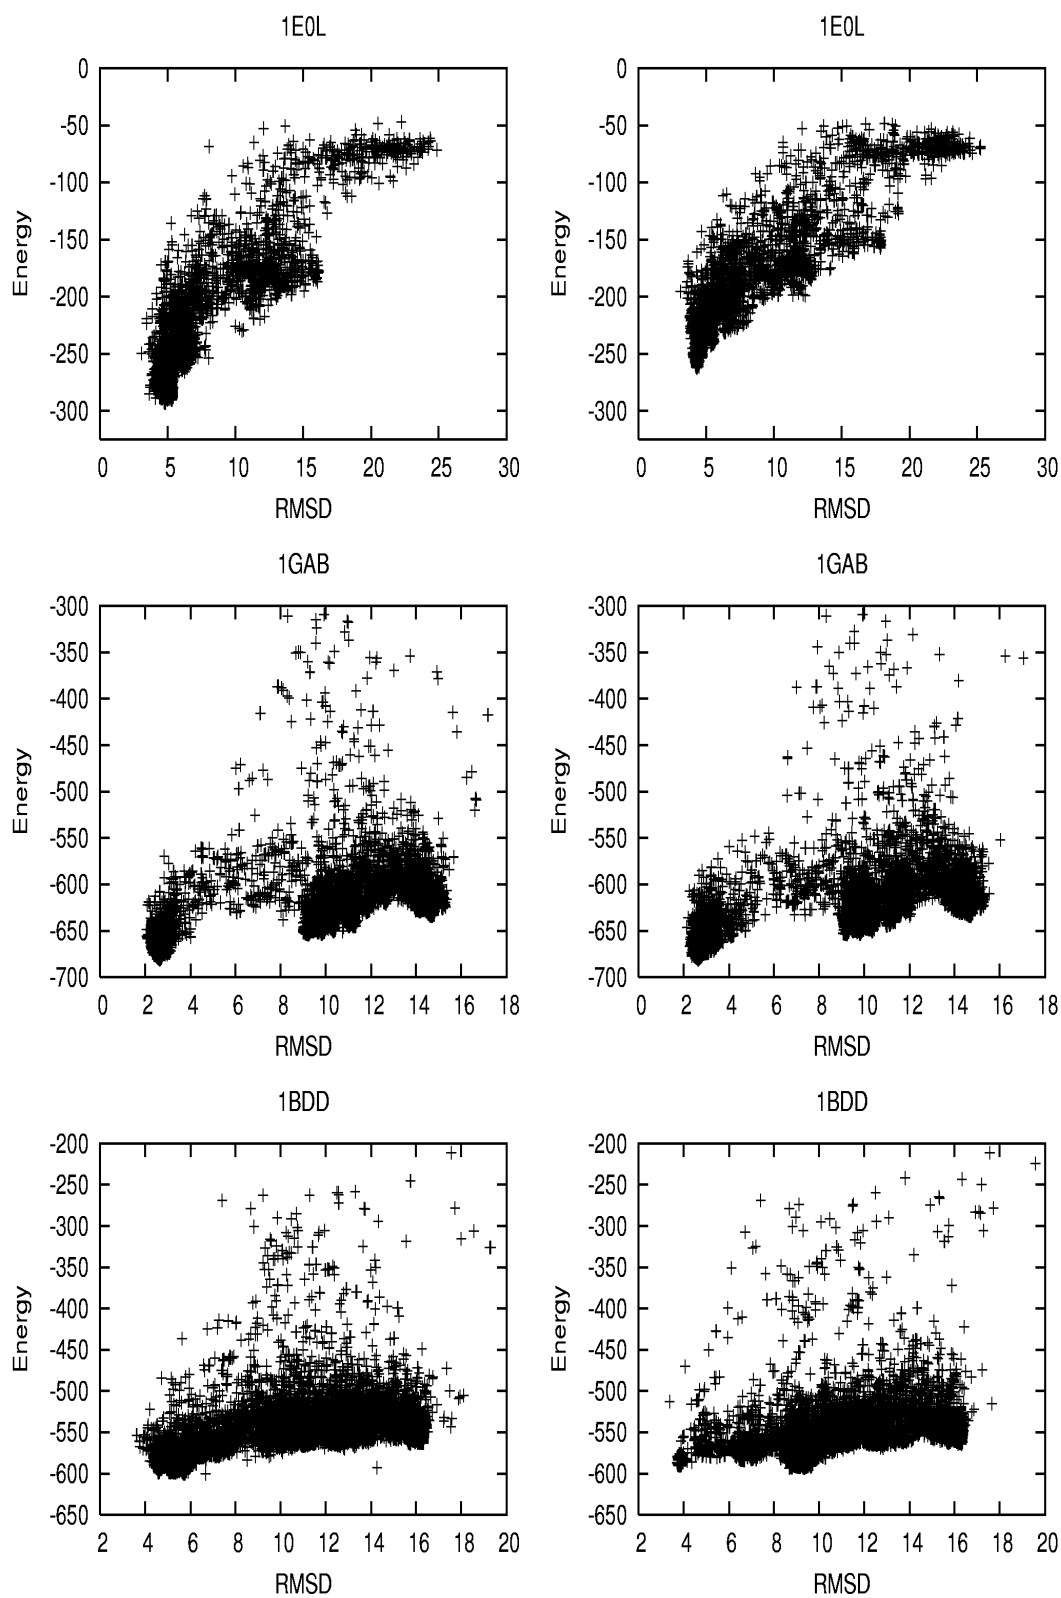 1E0L 1E0L
0 0
-50 -50
-100 -100
-150 -150
-200 -200
-250 -250
-300 -300
Energy Energy
0 5 10 15 20 25 30 0 5 10 15 20 25 30
RMSD RMSD
1GAB 1GAB
-300 -300
-350 -350
-400 -400
-450 -450
-500 -500
-550 -550
-600 -600
-650 -650
-700 -700
Energy Energy
0 2 4 6 8 10 12 14 16 18 0 2 4 6 8 10 12 14 16 18
RMSD RMSD
1BDD 1BDD
-200 -200
-250 -250
-300 -300
-350 -350
-400 -400
-450 -450
-500 -500
-550 -550
-600 -600
-650 -650
Energy Energy
2 4 6 8 10 12 14 16 18 20 2 4 6 8 10 12 14 16 18 20
RMSD RMSD